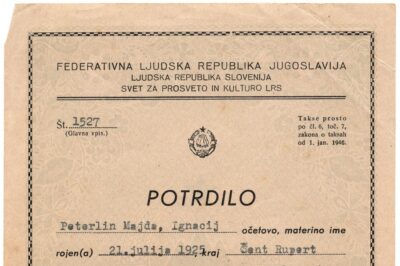 FEDERATIVNA LJUDSKA REPUBLIKA JUGOSLAVIJA
LJUDSKA REPUBLIKA SLOVENIJA
SVET ZA PROSVETO IN KULTURO LRS
Št. 1527
(Glavna vpis.)
Takse prosto
po čl. 6, toč. 7,
zakona o taksah
od 1. jan. 1946.
POTRDILO
Peterlin Majda, Ignacij očetovo, materino ime
rojen(a) 21.julija 1925, kraj Šent Rupert